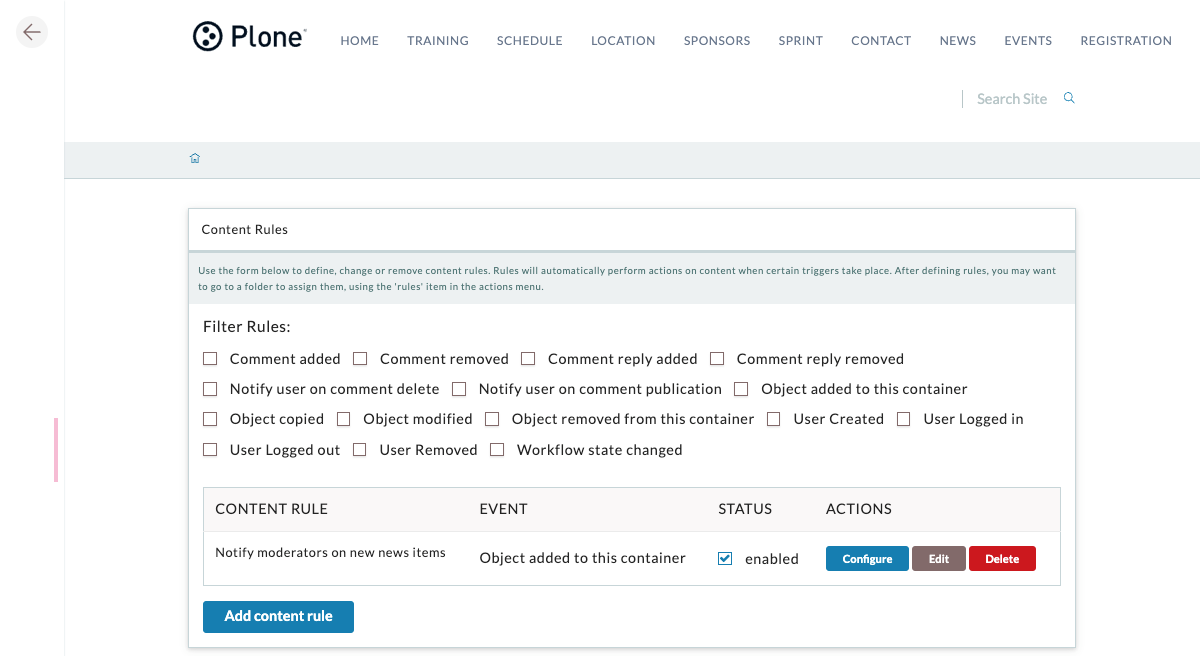 Plone®
HOME TRAINING SCHEDULE LOCATION SPONSORS SPRINT CONTACT NEWS EVENTS REGISTRATION
Search Site
Content Rules
Use the form below to define, change or remove content rules. Rules will automatically perform actions on content when certain triggers take place. After defining rules, you may want
to go to a folder to assign them, using the 'rules' item in the actions menu.
Filter Rules:
Comment added Comment removed Comment reply added Comment reply removed
Notify user on comment delete Notify user on comment publication Object added to this container
Object copied Object modified Object removed from this container User Created User Logged in
User Logged out User Removed Workflow state changed
CONTENT RULE EVENT STATUS ACTIONS
Notify moderators on new news items Object added to this container enabled Configure Edit Delete
Add content rule